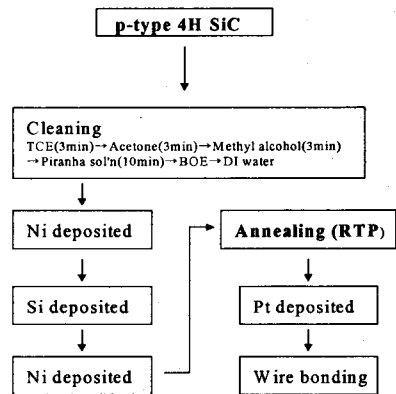 p-type 4H SiC
Cleaning
TCE(3min)→Acetone(3min)→Methyl alcohol(3min)
→Piranha sol'n(10min)→BOE→DI water
Ni deposited
Si deposited
Ni deposited
Annealing (RTP)
Pt deposited
Wire bonding